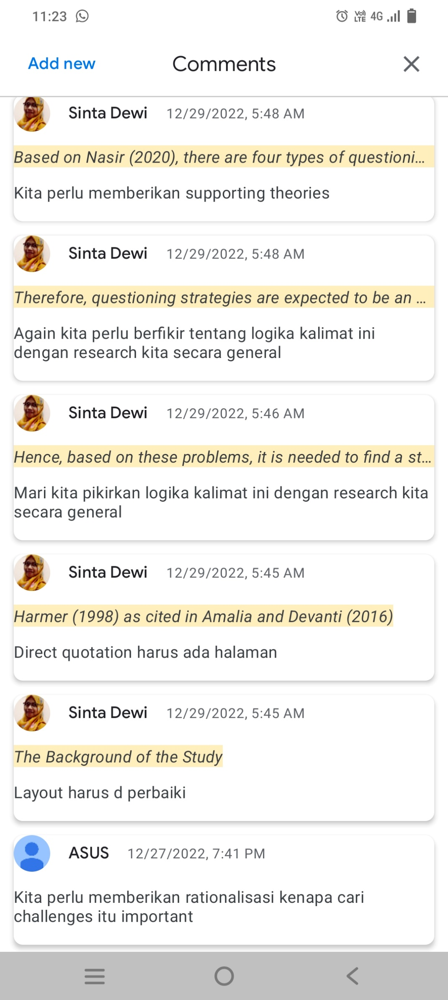 11:23 Vo) LTE 4G
Add new Comments
Sinta Dewi 12/29/2022, 5:48 AM
Based on Nasir (2020), there are four types of questioni...
Kita perlu memberikan supporting theories
Sinta Dewi 12/29/2022, 5:48 AM
Therefore, questioning strategies are expected to be an ...
Again kita perlu berfikir tentang logika kalimat ini
dengan research kita secara general
Sinta Dewi 12/29/2022, 5:46 AM
Hence, based on these problems, it is needed to find a st...
Mari kita pikirkan logika kalimat ini dengan research kita
secara general
Sinta Dewi 12/29/2022, 5:45 AM
Harmer (1998) as cited in Amalia and Devanti (2016)
Direct quotation harus ada halaman
Sinta Dewi 12/29/2022, 5:45 AM
The Background of the Study
Layout harus d perbaiki
ASUS 12/27/2022, 7:41 PM
Kita perlu memberikan rationalisasi kenapa cari
challenges itu important